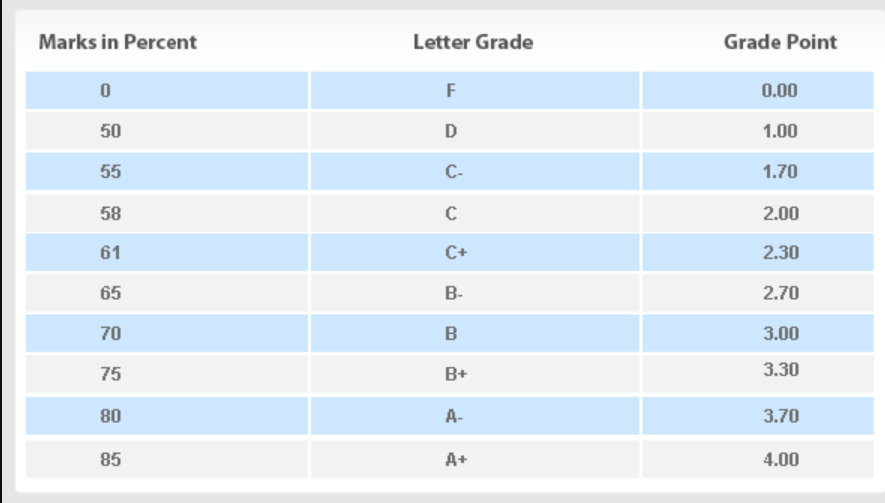 Marks in Percent Letter Grade Grade Point
0 F 0.00
50 D 1.00
55 C- 1.70
58 C 2.00
61 C+ 2.30
65 B- 2.70
70 B 3.00
75 B+ 3.30
80 A- 3.70
85 A+ 4.00